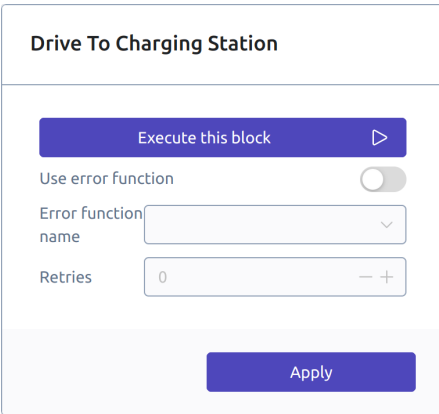 Drive To Charging Station
Execute this block
Use error function
Error function
name
Retries
0
Apply